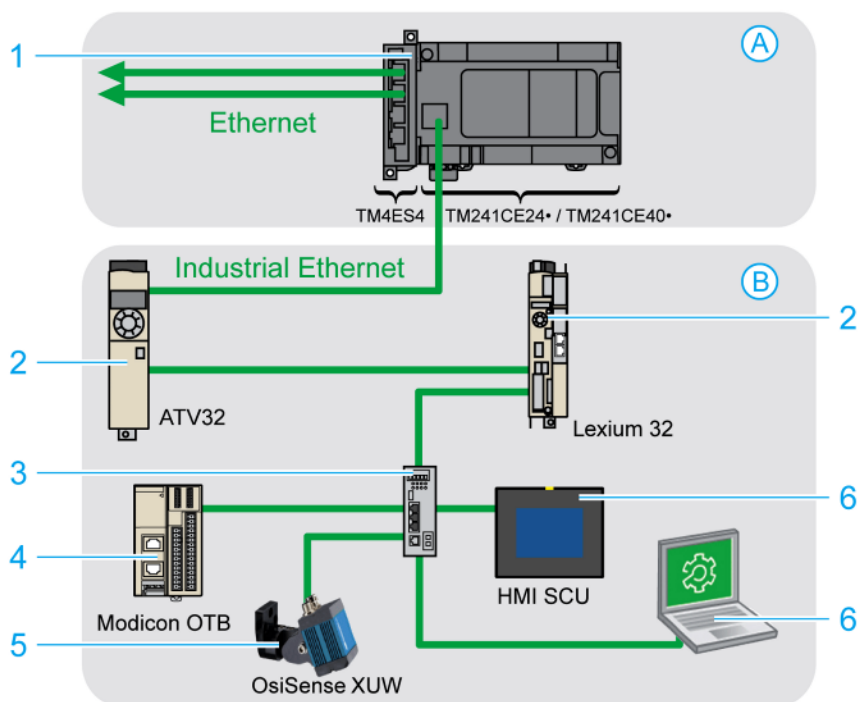 1
A
Ethernet
TM4ES4
TM241CE24• / TM241CE40•
Industrial Ethernet
B
2
2
ATV32
Lexium 32
3
6
4
HMI SCU
Modicon OTB
6
5
OsiSense XUW